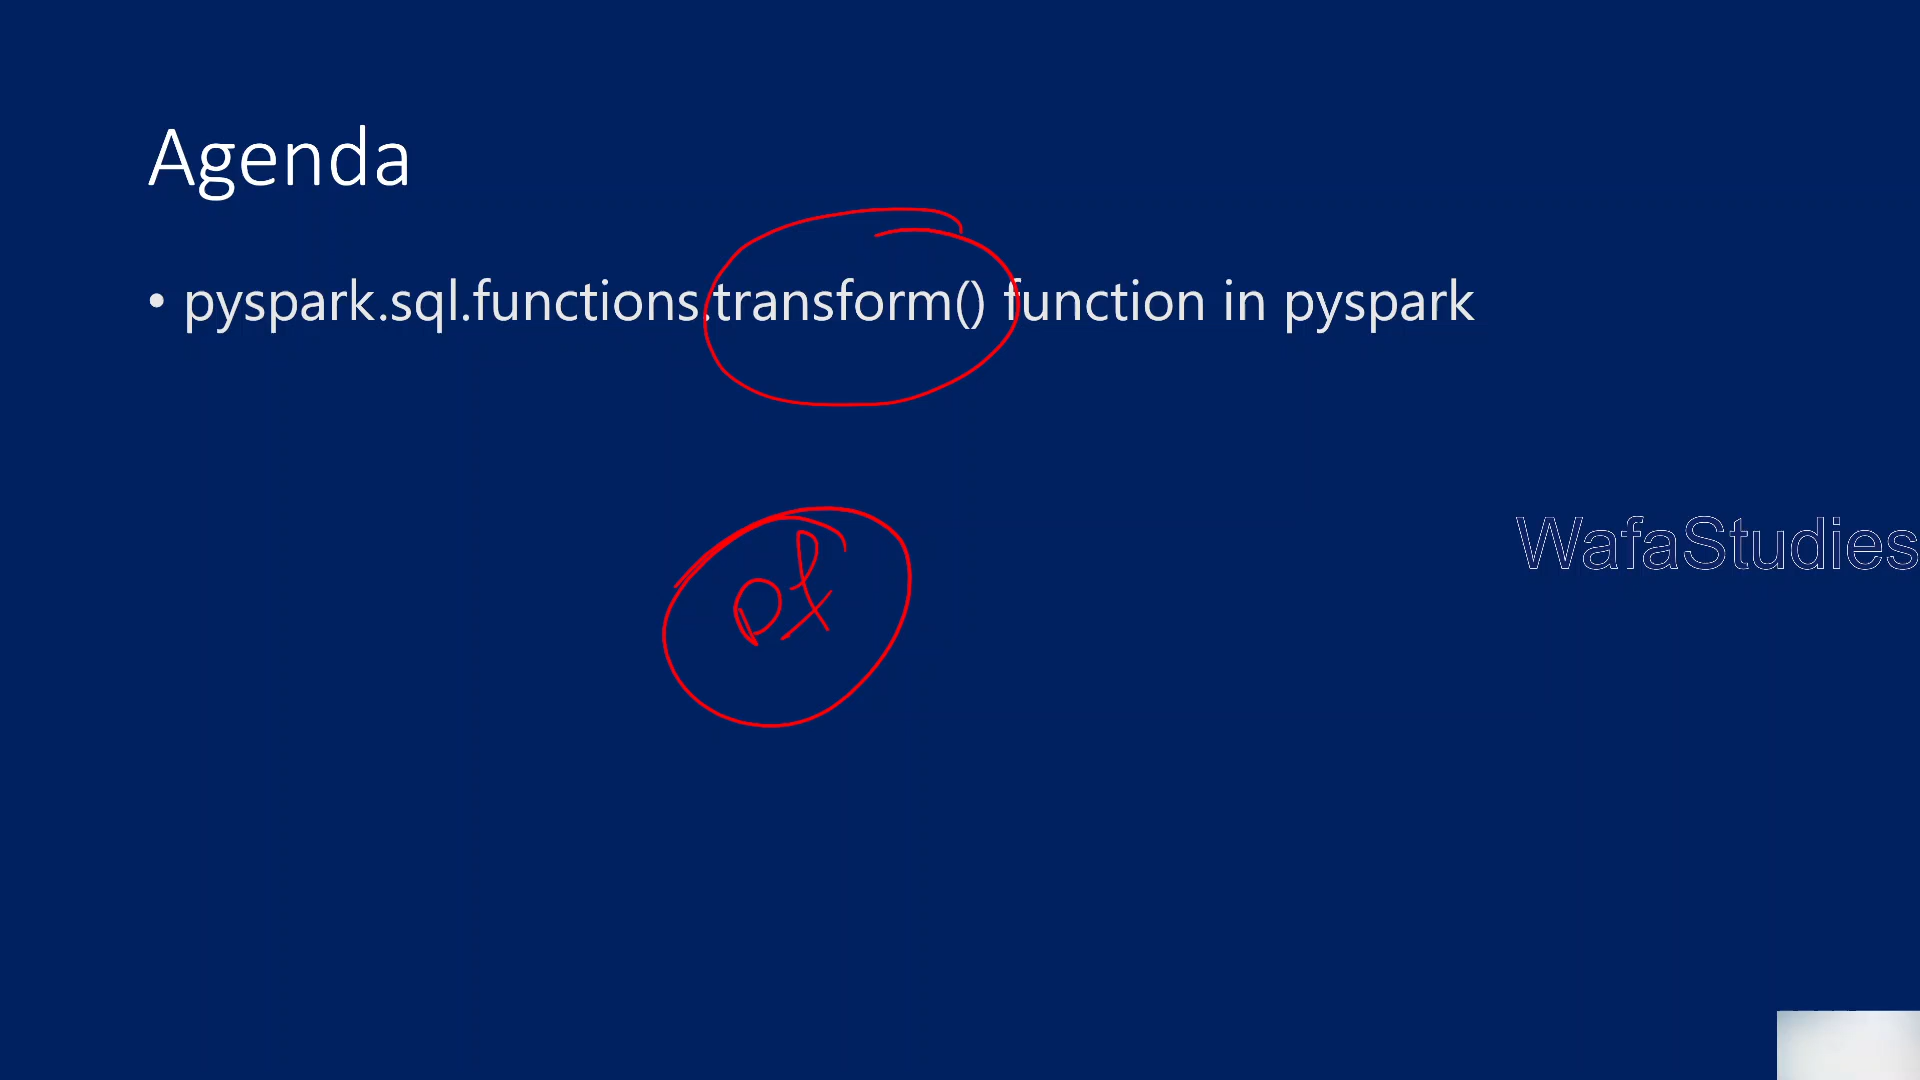 Agenda
• pyspark.sql.functions.transform() function in pyspark
Df
WafaStudies